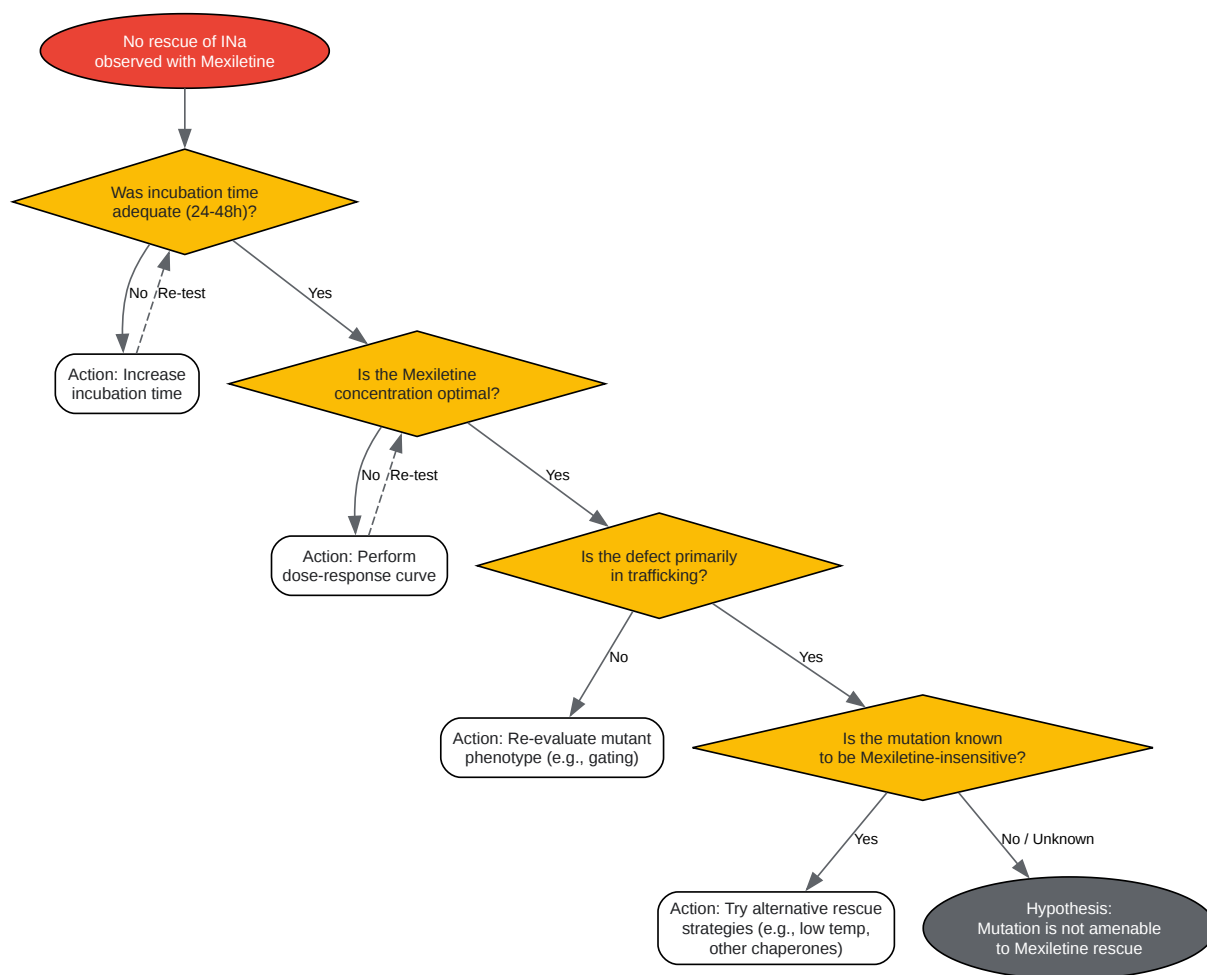 No rescue of INa
observed with Mexiletine
Was incubation time
adequate (24-48h)?
No
Re-test
Yes
Action: Increase
incubation time
Is the Mexiletine
concentration optimal?
No
Re-test
Yes
Action: Perform
dose-response curve
Is the defect primarily
in trafficking?
No
Yes
Action: Re-evaluate mutant
phenotype (e.g., gating)
Is the mutation known
to be Mexiletine-insensitive?
Yes
No / Unknown
Action: Try alternative rescue
strategies (e.g., low temp,
other chaperones)
Hypothesis:
Mutation is not amenable
to Mexiletine rescue